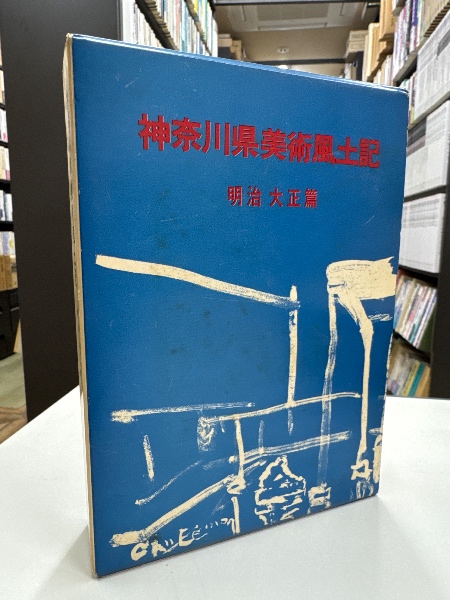 神奈川県美術風土記
明治 大正篇